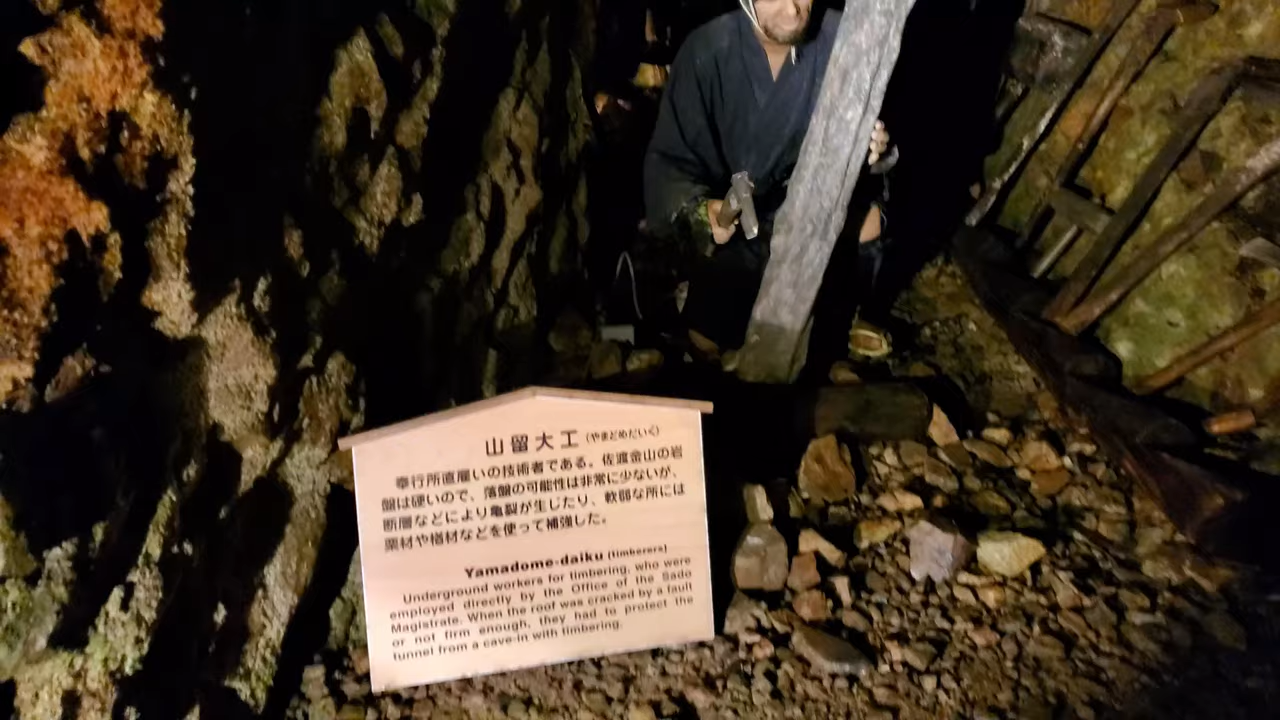 山留大工(やまどめだいく)
奉行所直雇いの技術者である。佐渡金山の岩
盤は硬いので、落盤の可能性は非常に少ないが、
断層などにより亀裂が生じたり、軟弱な所には
栗材や楢材などを使って補強した。
Yamadome-daiku (timberers)
Underground workers for timbering, who were
employed directly by the Office of the Sado
Magistrate. When the roof was cracked by a fault
or not firm enough, they had to protect the
tunnel from a cave-in with timbering.